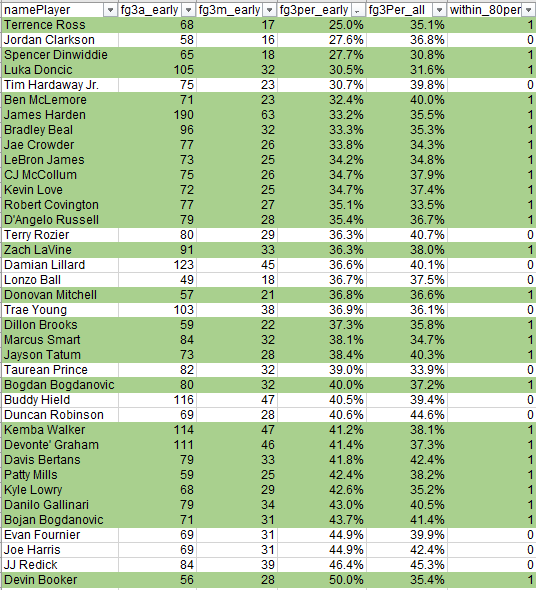 namePlayer fg3a_early fg3m_early fg3per_early fg3Per_all within_80per
Terrence Ross 68 17 25.0% 35.1% 1
Jordan Clarkson 58 16 27.6% 36.8% 0
Spencer Dinwiddie 65 18 27.7% 30.8% 1
Luka Doncic 105 32 30.5% 31.6% 1
Tim Hardaway Jr. 75 23 30.7% 39.8% 0
Ben McLemore 71 23 32.4% 40.0% 1
James Harden 190 63 33.2% 35.5% 1
Bradley Beal 96 32 33.3% 35.3% 1
Jae Crowder 77 26 33.8% 34.3% 1
LeBron James 73 25 34.2% 34.8% 1
CJ McCollum 75 26 34.7% 37.9% 1
Kevin Love 72 25 34.7% 37.4% 1
Robert Covington 77 27 35.1% 33.5% 1
D'Angelo Russell 79 28 35.4% 36.7% 1
Terry Rozier 80 29 36.3% 40.7% 0
Zach LaVine 91 33 36.3% 38.0% 1
Damian Lillard 123 45 36.6% 40.1% 0
Lonzo Ball 49 18 36.7% 37.5% 0
Donovan Mitchell 57 21 36.8% 36.6% 1
Trae Young 103 38 36.9% 36.1% 0
Dillon Brooks 59 22 37.3% 35.8% 1
Marcus Smart 84 32 38.1% 34.7% 1
Jayson Tatum 73 28 38.4% 40.3% 1
Taurean Prince 82 32 39.0% 33.9% 0
Bogdan Bogdanovic 80 32 40.0% 37.2% 1
Buddy Hield 116 47 40.5% 39.4% 0
Duncan Robinson 69 28 40.6% 44.6% 0
Kemba Walker 114 47 41.2% 38.1% 1
Devonte' Graham 111 46 41.4% 37.3% 1
Davis Bertans 79 33 41.8% 42.4% 1
Patty Mills 59 25 42.4% 38.2% 1
Kyle Lowry 68 29 42.6% 35.2% 1
Danilo Gallinari 79 34 43.0% 40.5% 1
Bojan Bogdanovic 71 31 43.7% 41.4% 1
Evan Fournier 69 31 44.9% 39.9% 0
Joe Harris 69 31 44.9% 42.4% 0
JJ Redick 84 39 46.4% 45.3% 0
Devin Booker 56 28 50.0% 35.4% 1